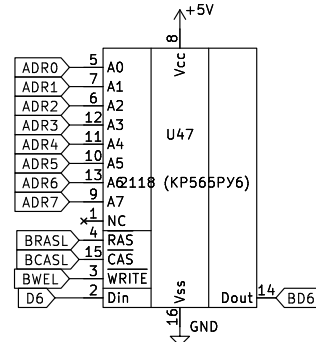 +5V
8
Vcc
ADR0 5 A0
ADR1 7 A1
ADR2 6 A2
ADR3 12 A3
U47
ADR4 11 A4
ADR5 10 A5
ADR6 13 A6 2118 (КР565РУ6)
ADR7 9 A7
1 NC
BRASL 4 RAS
BCASL 15 CAS
BWEL 3 WRITE
D6 2 Din Vss Dout 14 BD6
16
GND